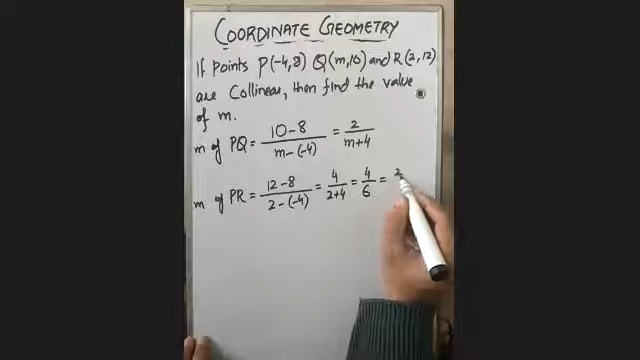 COORDINATE GEOMETRY
If Points P(-4,8) Q(m,10) and R(2,12)
are Collinear, then find the value
of m.
m of PQ = 10-8 / m-(-4) = 2 / m+4
m of PR = 12-8 / 2-(-4) = 4 / 2+4 = 4 / 6 = 2